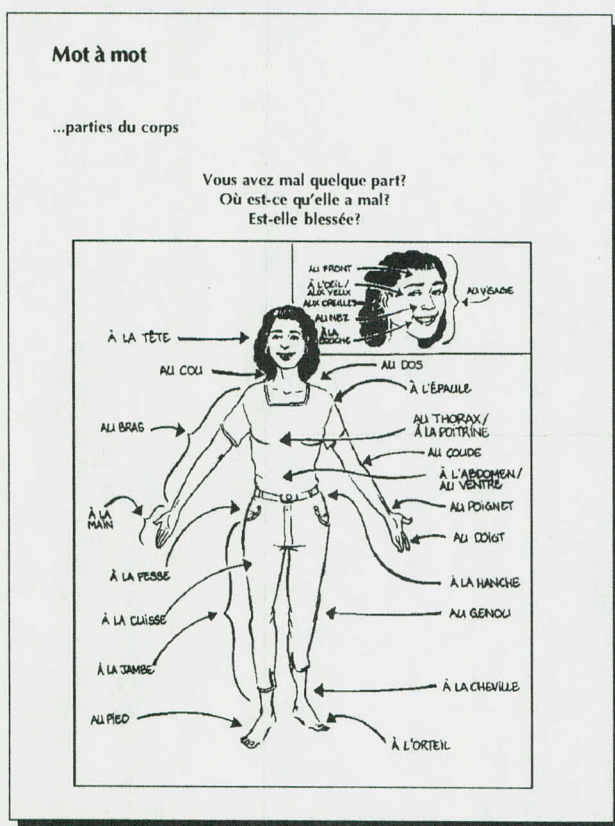 Mot à mot
...parties du corps
Vous avez mal quelque part?
Où est-ce qu'elle a mal?
Est-elle blessée?
AU FRONT
À L'OEIL/
AUX YEUX
AUX OREILLES
AU NEZ
À LA
BOUCHE
AU VISAGE
À LA TÊTE
AU COU
AU DOS
À L'ÉPAULE
AU BRAS
AU THORAX/
À LA POITRINE
AU COUDE
À L'ABDOMEN/
AU VENTRE
À LA
MAIN
AU POIGNET
AU DOIGT
À LA FESSE
À LA HANCHE
À LA CUISSE
AU GENOU
À LA JAMBE
À LA CHEVILLE
AU PIED
À L'ORTEIL